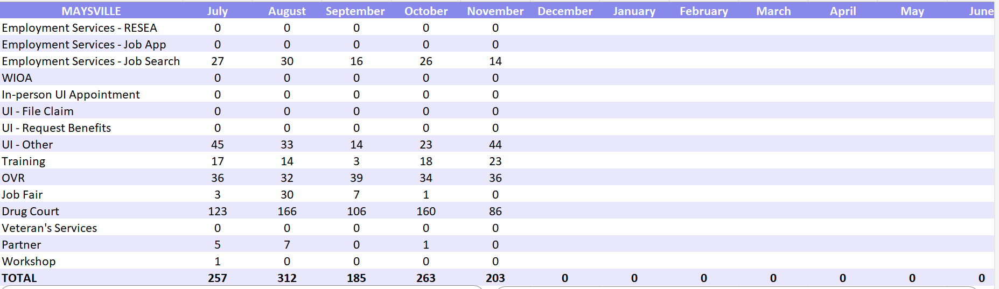 MAYSVILLE July August September October November December January February March April May June
Employment Services - RESEA 0 0 0 0 0
Employment Services - Job App 0 0 0 0 0
Employment Services - Job Search 27 30 16 26 14
WIOA 0 0 0 0 0
In-person UI Appointment 0 0 0 0 0
UI - File Claim 0 0 0 0 0
UI - Request Benefits 0 0 0 0 0
UI - Other 45 33 14 23 44
Training 17 14 3 18 23
OVR 36 32 39 34 36
Job Fair 3 30 7 1 0
Drug Court 123 166 106 160 86
Veteran's Services 0 0 0 0 0
Partner 5 7 0 1 0
Workshop 1 0 0 0 0
TOTAL 257 312 185 263 203 0 0 0 0 0 0 0